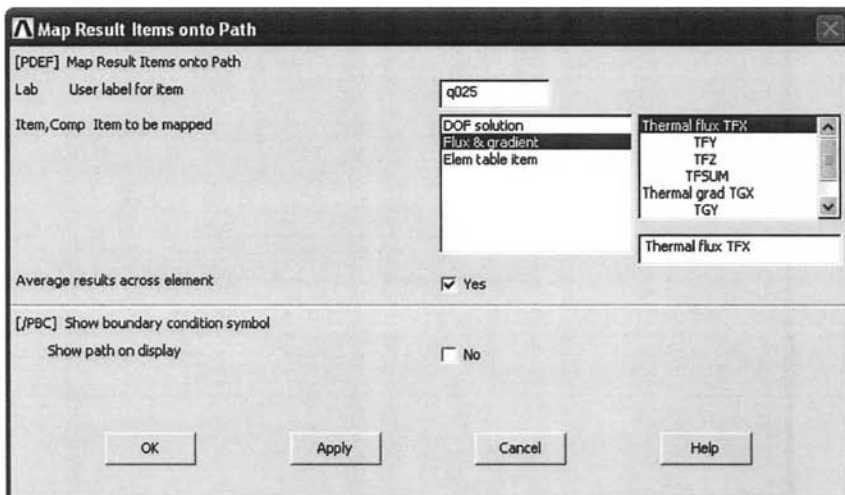 Map Result Items onto Path
[PDEF] Map Result Items onto Path
Lab User label for item q025
Item,Comp Item to be mapped
DOF solution
Flux & gradient
Elem table item
Thermal flux TFX
TFY
TFZ
TFSUM
Thermal grad TGX
TGY
Thermal flux TFX
Average results across element Yes
[/PBC] Show boundary condition symbol
Show path on display No
OK Apply Cancel Help